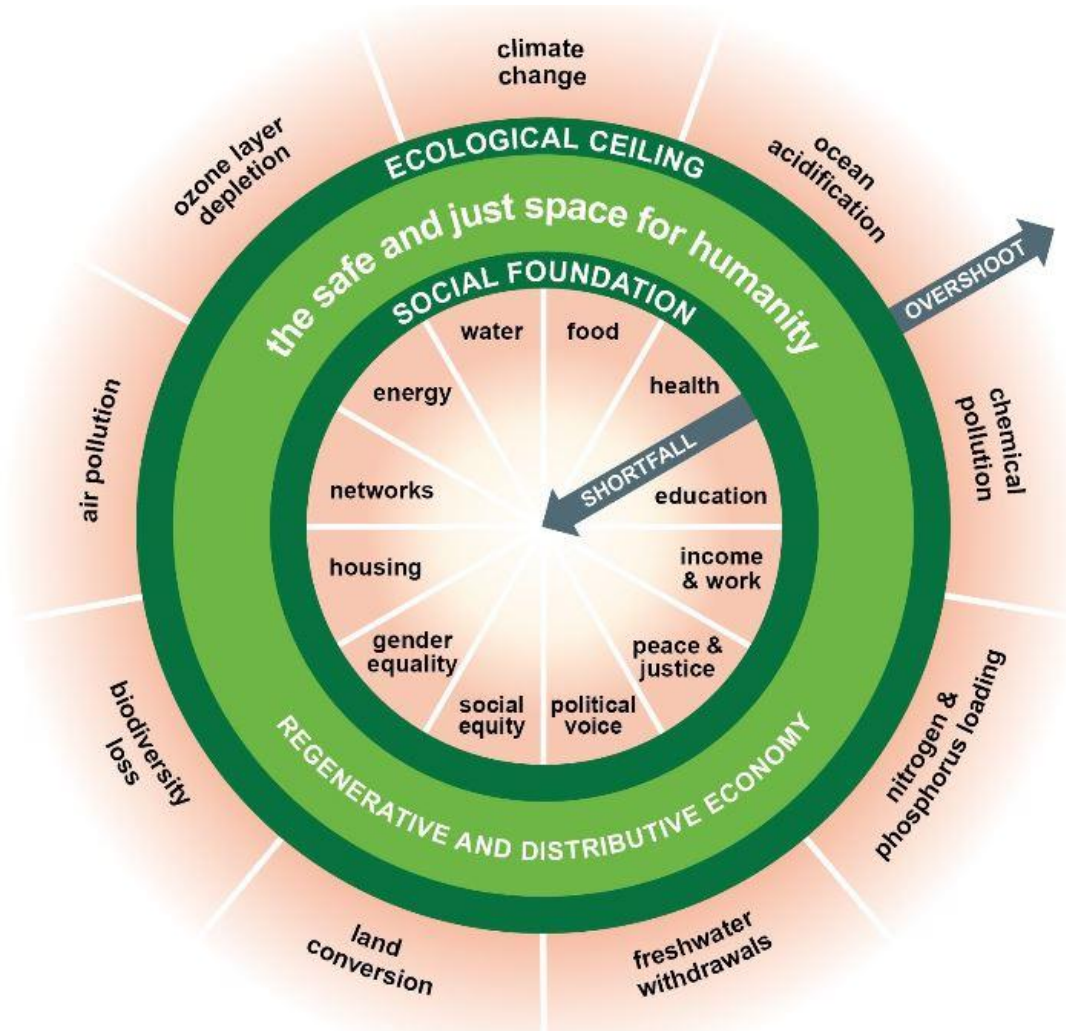 climate
change
ozone layer
depletion
ocean
acidification
ECOLOGICAL CEILING
the safe and just space for humanity
OVERSHOOT
SOCIAL FOUNDATION
water
food
energy
health
SHORTFALL
air pollution
chemical
pollution
networks
education
housing
income
& work
gender
equality
peace &
justice
social
equity
political
voice
biodiversity
loss
nitrogen &
phosphorus loading
REGENERATIVE AND DISTRIBUTIVE ECONOMY
land
conversion
freshwater
withdrawals